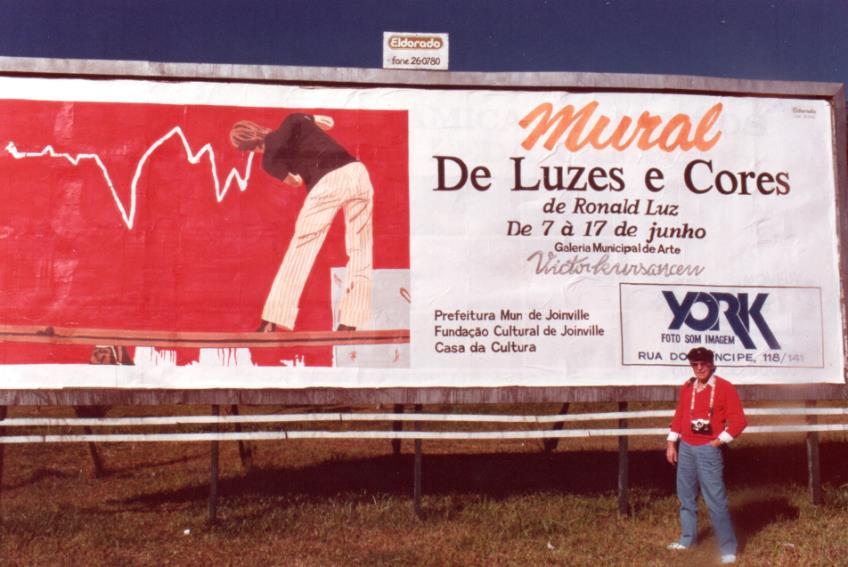 Eldorado
fone 26-0780
Eldorado
Mural
De Luzes e Cores
de Ronald Luz
De 7 à 17 de junho
Galeria Municipal de Arte
Victor kursancew
Prefeitura Mun de Joinville
Fundação Cultural de Joinville
Casa da Cultura
YORK
FOTO SOM IMAGEM
RUA DO 118/141